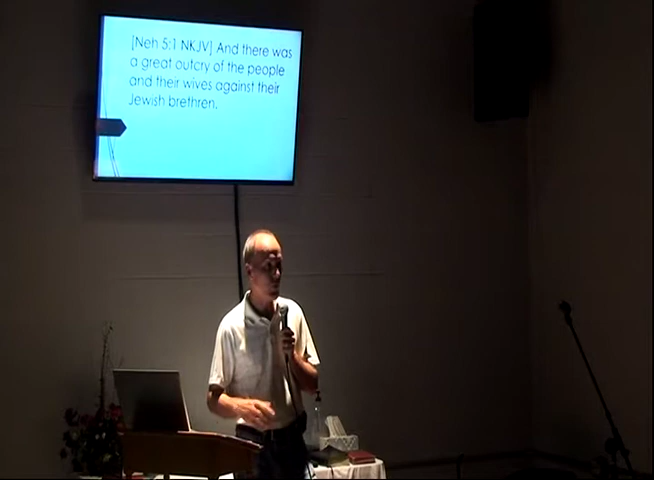 [Neh 5:1 NKJV] And there was
a great outcry of the people
and their wives against their
Jewish brethren.